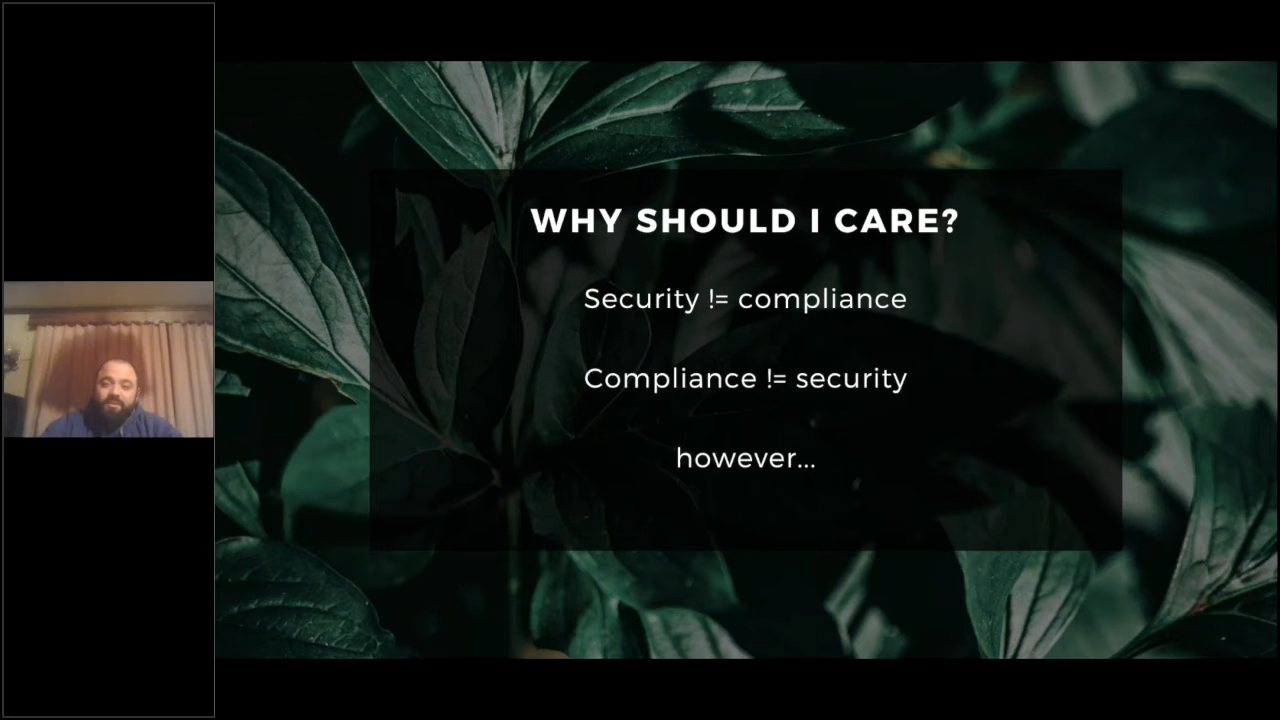 WHY SHOULD I CARE?
Security != compliance
Compliance != security
however...